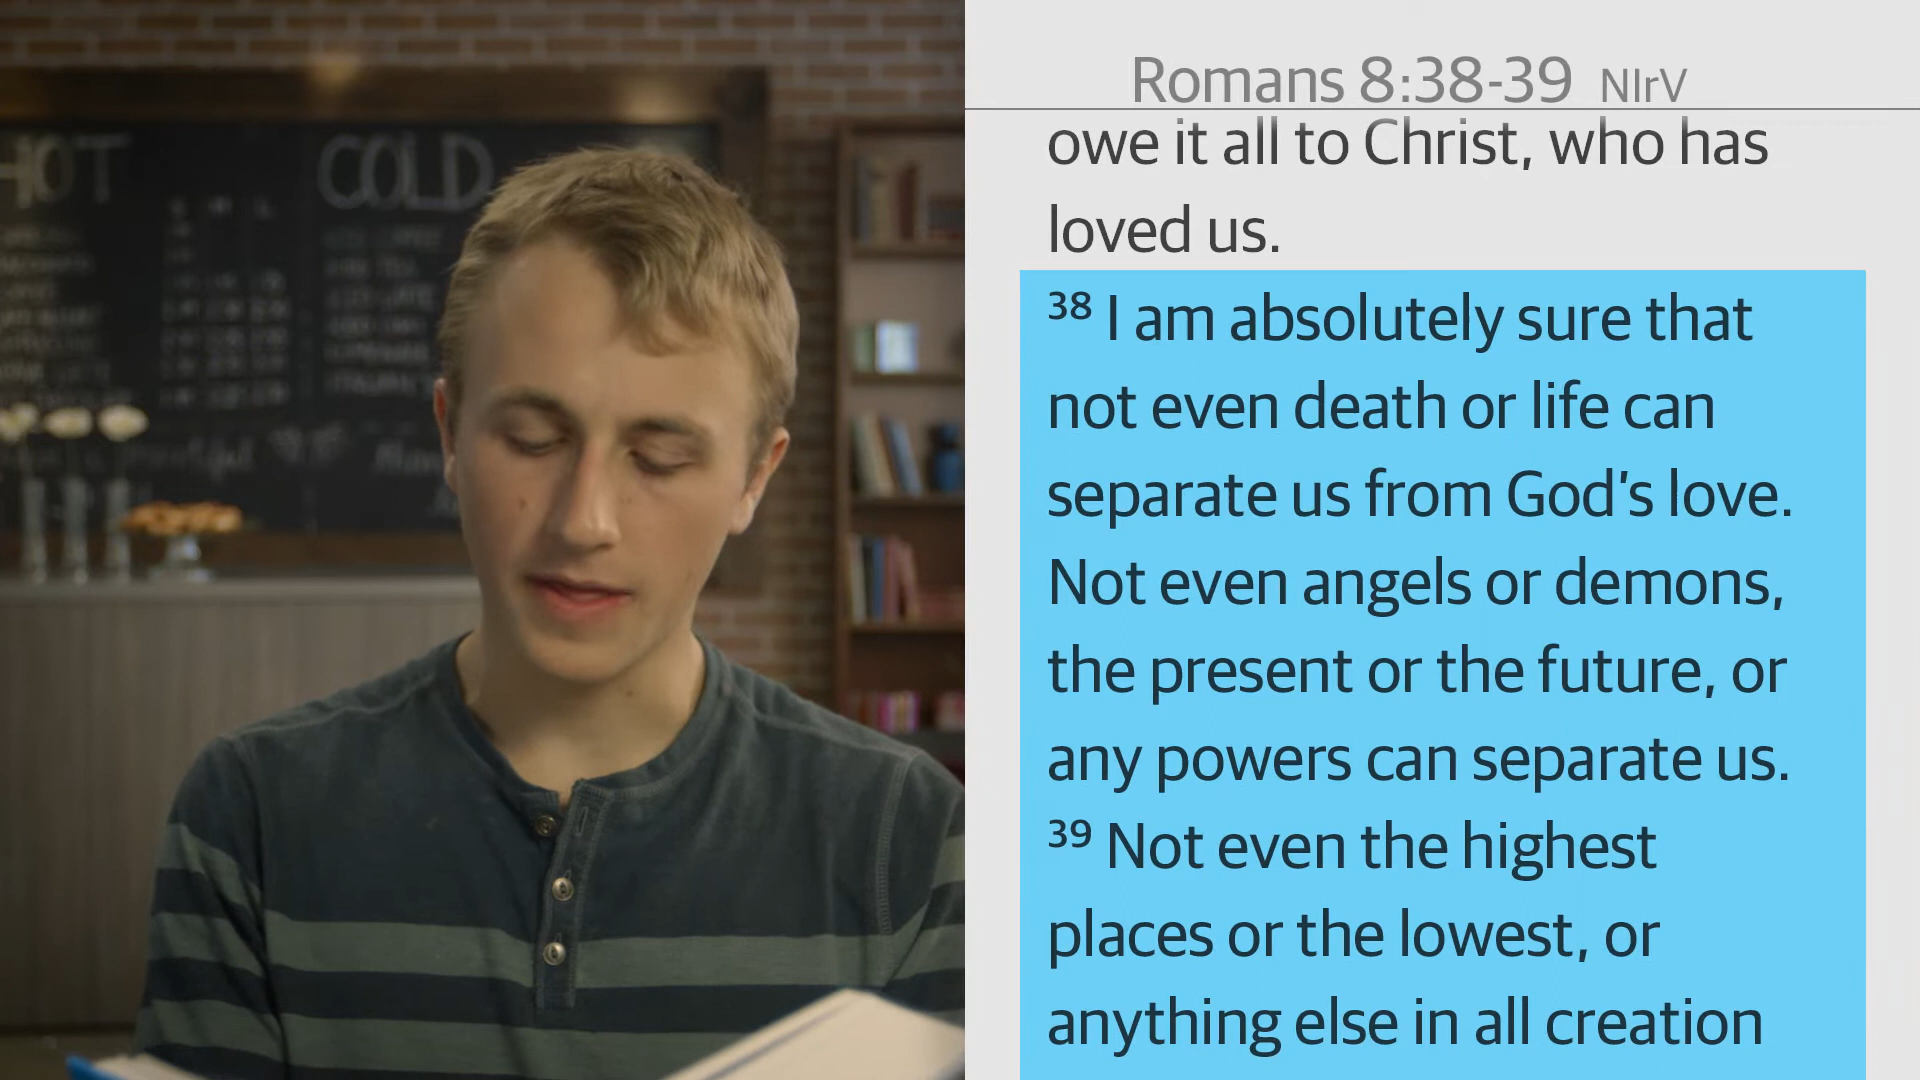 HOT
COLD
S M L
Romans 8:38-39 NIrV
owe it all to Christ, who has
loved us.
38 I am absolutely sure that
not even death or life can
separate us from God’s love.
Not even angels or demons,
the present or the future, or
any powers can separate us.
39 Not even the highest
places or the lowest, or
anything else in all creation